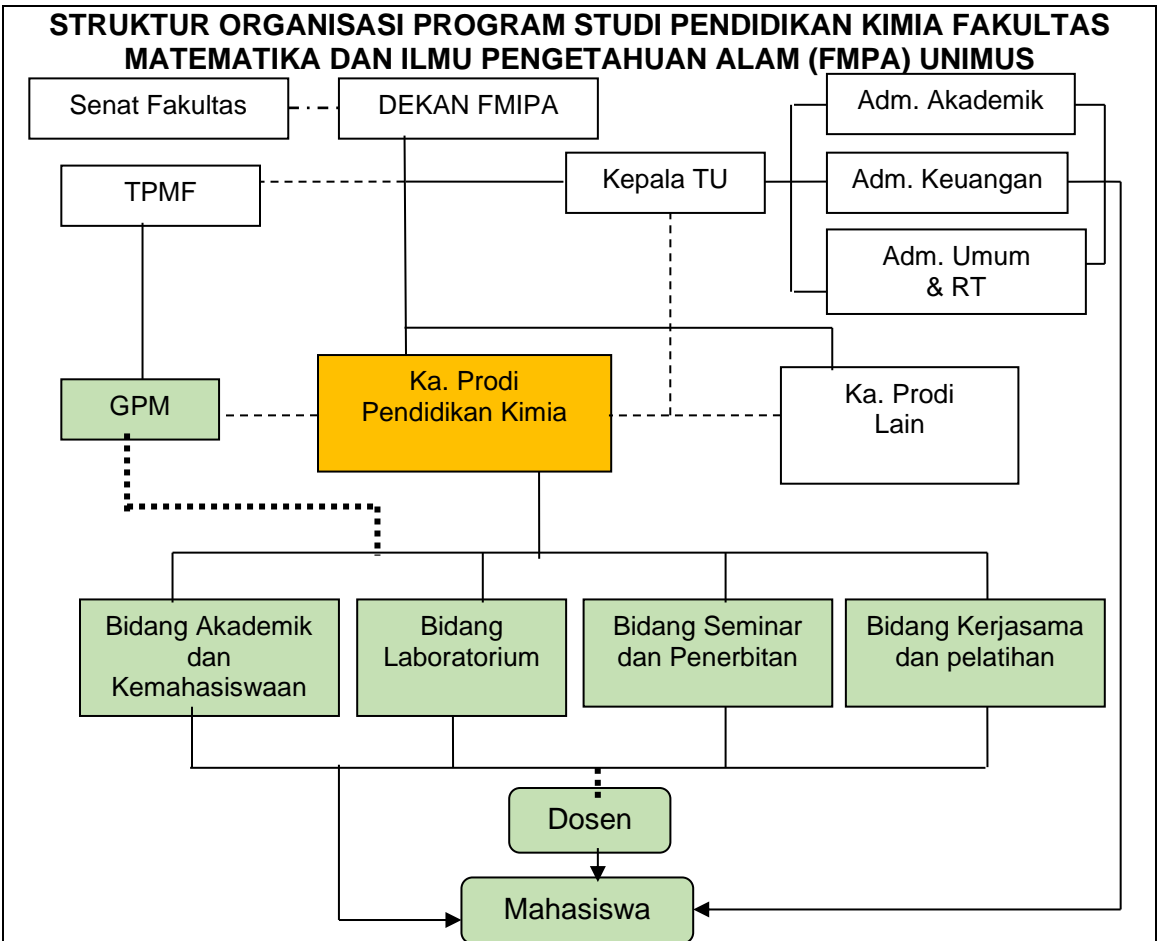 STRUKTUR ORGANISASI PROGRAM STUDI PENDIDIKAN KIMIA FAKULTAS
MATEMATIKA DAN ILMU PENGETAHUAN ALAM (FMPA) UNIMUS
Senat Fakultas
DEKAN FMIPA
Adm. Akademik
TPMF
Kepala TU
Adm. Keuangan
Adm. Umum
& RT
GPM
Ka. Prodi
Pendidikan Kimia
Ka. Prodi
Lain
Bidang Akademik
dan
Kemahasiswaan
Bidang
Laboratorium
Bidang Seminar
dan Penerbitan
Bidang Kerjasama
dan pelatihan
Dosen
Mahasiswa